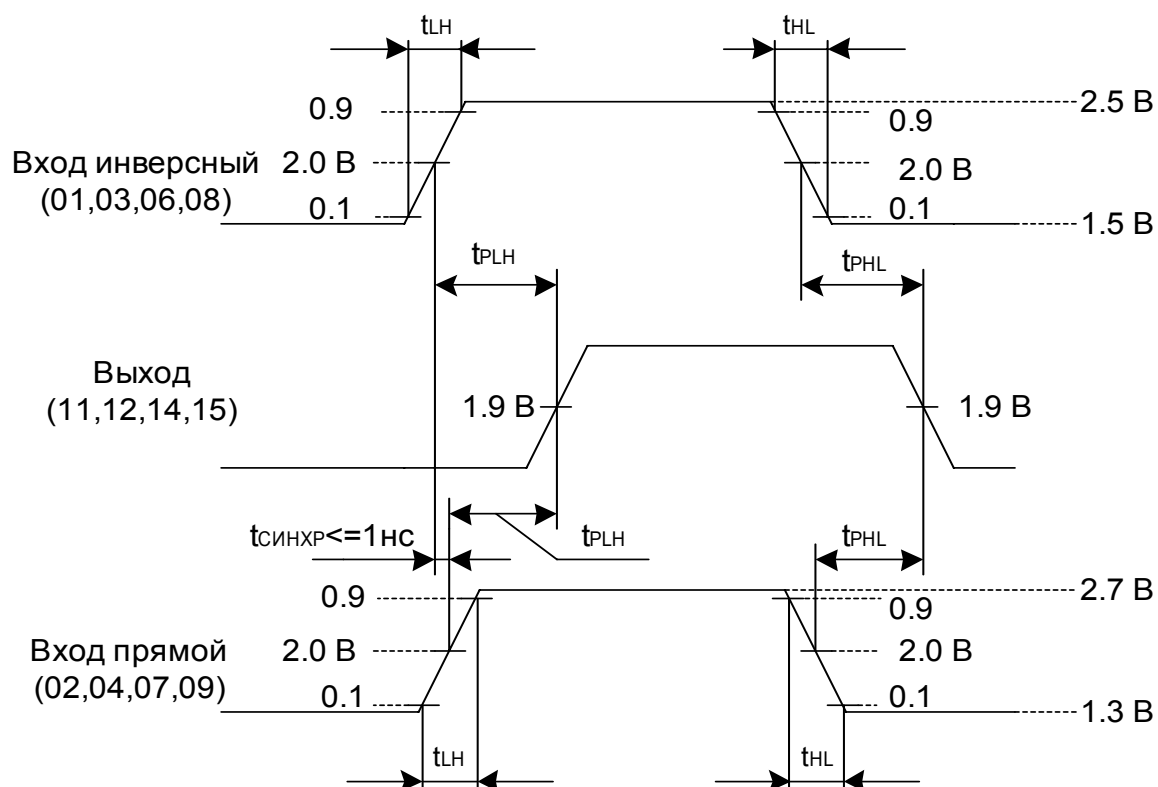 tLH tHL
0.9 2.5 В
0.9
Вход инверсный 2.0 В 2.0 В
(01,03,06,08)
0.1 0.1
1.5 В
tPLH tPHL
Выход
(11,12,14,15) 1.9 В 1.9 В
tСИНХР<=1нс tPLH tPHL
0.9 2.7 В
0.9
Вход прямой 2.0 В 2.0 В
(02,04,07,09)
0.1 0.1
1.3 В
tLH tHL